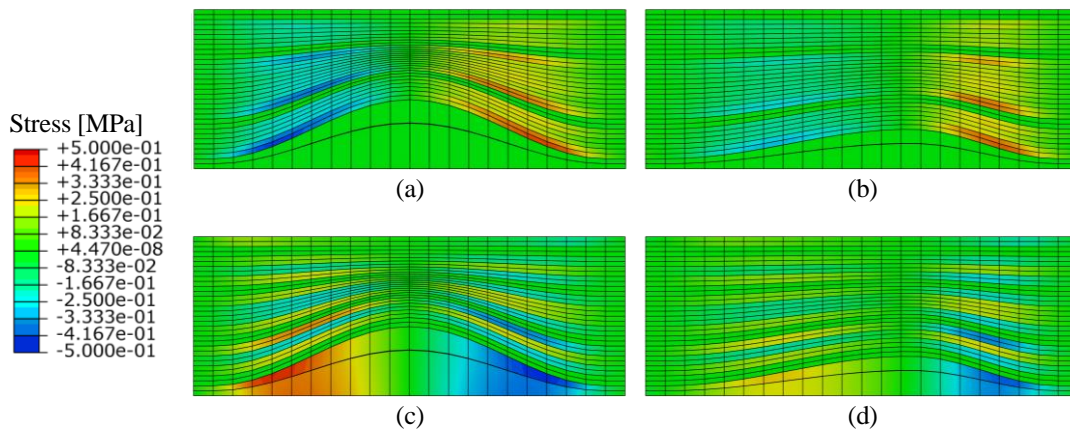 Stress [MPa]
+5.000e-01
+4.167e-01
+3.333e-01
+2.500e-01
+1.667e-01
+8.333e-02
+4.470e-08
-8.333e-02
-1.667e-01
-2.500e-01
-3.333e-01
-4.167e-01
-5.000e-01
(a)
(b)
(c)
(d)